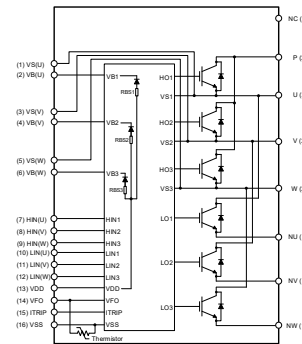 NC (
(1) VS(U)
P (
(2) VB(U)
VB1
RBS1
HO1
U (
VS1
(3) VS(V)
(4) VB(V)
VB2
HO2
RBS2
VS2
V (
(5) VS(W)
(6) VB(W)
VB3
HO3
RBS3
VS3
W (
(7) HIN(U)
HIN1
LO1
(8) HIN(V)
HIN2
(9) HIN(W)
HIN3
NU (
(10) LIN(U)
LIN1
(11) LIN(V)
LIN2
LO2
(12) LIN(W)
LIN3
NV (
(13) VDD
VDD
(14) VFO
VFO
LO3
(15) ITRIP
ITRIP
(16) VSS
VSS
NW (
Thermistor